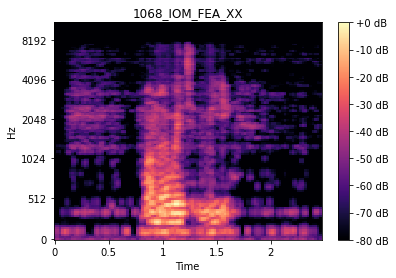 1068_IOM_FEA_XX
+0 dB
8192
-10 dB
4096
-20 dB
-30 dB
2048
-40 dB
Hz
1024
-50 dB
512
-60 dB
-70 dB
0
-80 dB
0 0.5 1 1.5 2
Time